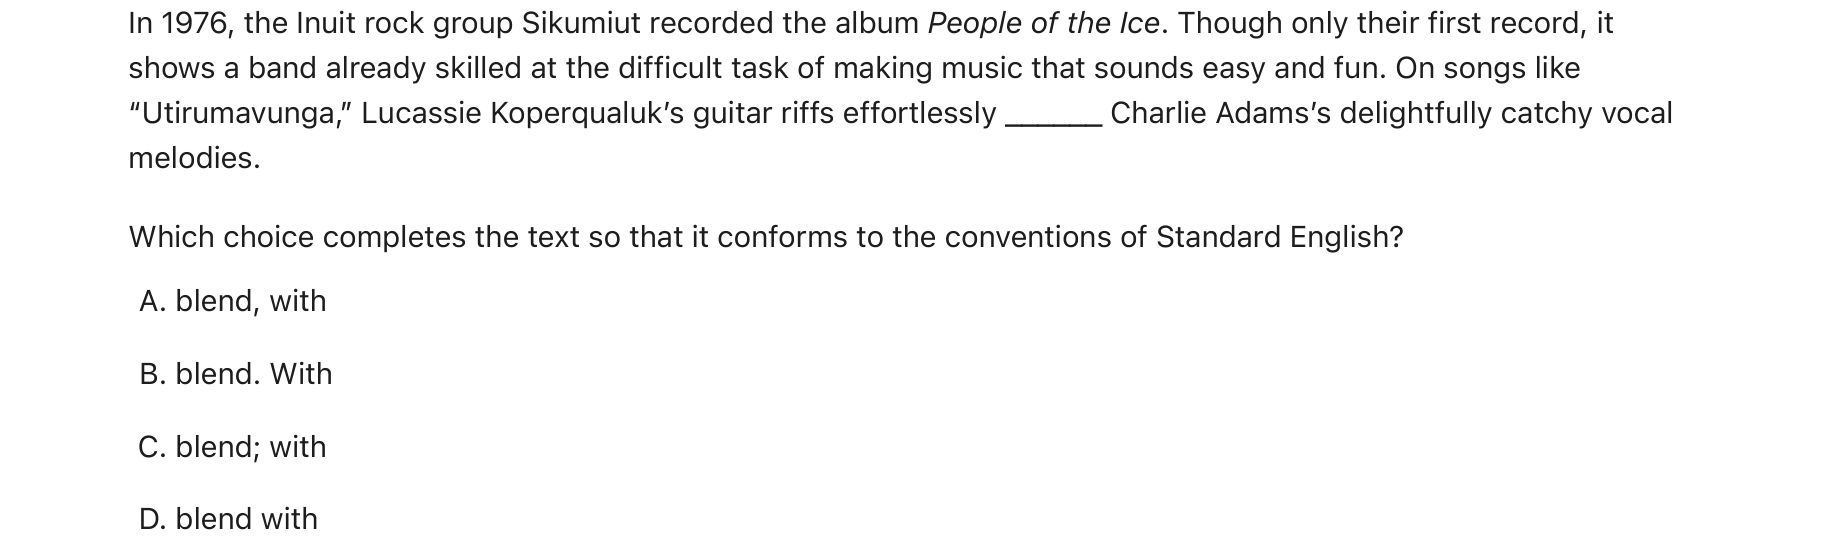 In 1976, the Inuit rock group Sikumiut recorded the album People of the Ice. Though only their first record, it
shows a band already skilled at the difficult task of making music that sounds easy and fun. On songs like
“Utirumavunga,” Lucassie Koperqualuk’s guitar riffs effortlessly ______ Charlie Adams’s delightfully catchy vocal
melodies.
Which choice completes the text so that it conforms to the conventions of Standard English?
A. blend, with
B. blend. With
C. blend; with
D. blend with